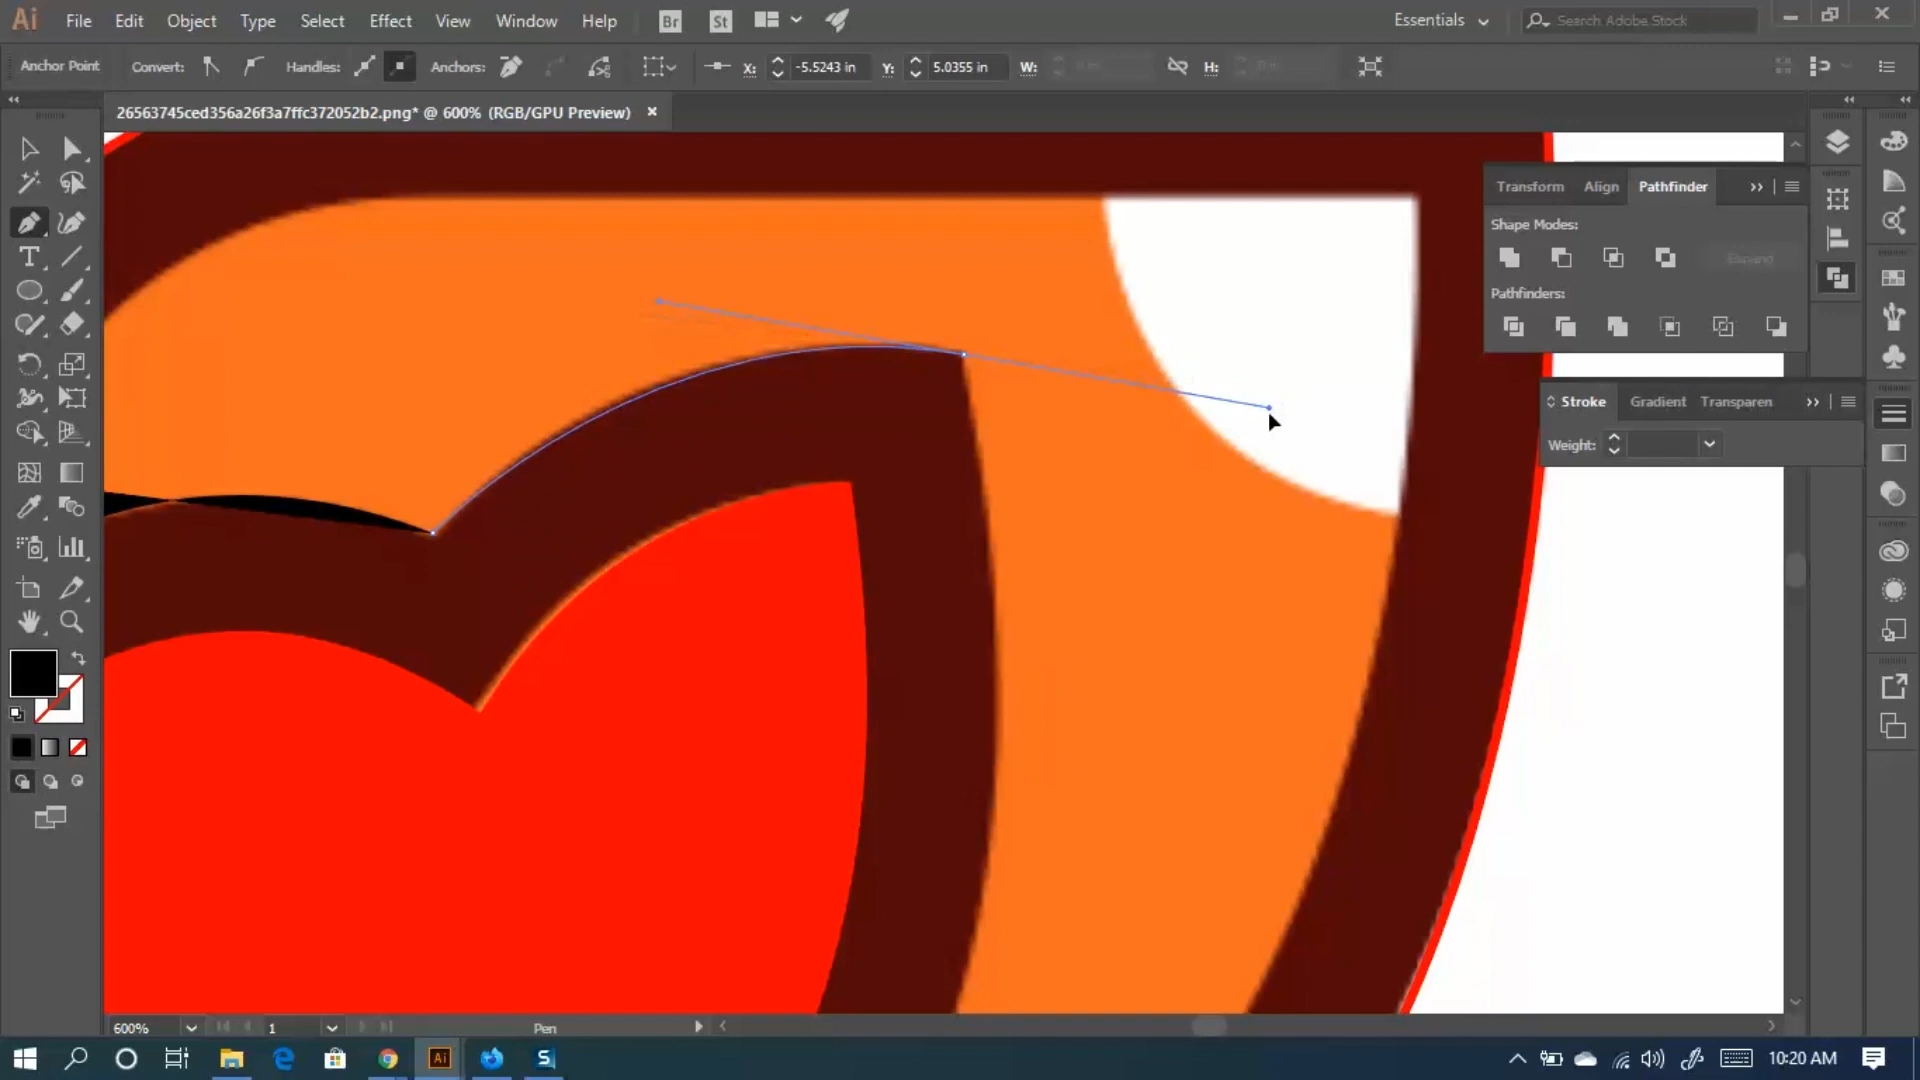 Ai File Edit Object Type Select Effect View Window Help Br St Essentials Search Adobe Stock
Anchor Point Convert: Handles: Anchors: X: -5.5243 in Y: 5.0355 in W: H:
26563745ced356a26f3a7ffc372052b2.png* @ 600% (RGB/GPU Preview)
Transform Align Pathfinder
Shape Modes:
Expand
Pathfinders:
Stroke Gradient Transparen
Weight:
600% 1 Pen
Ai S 10:20 AM